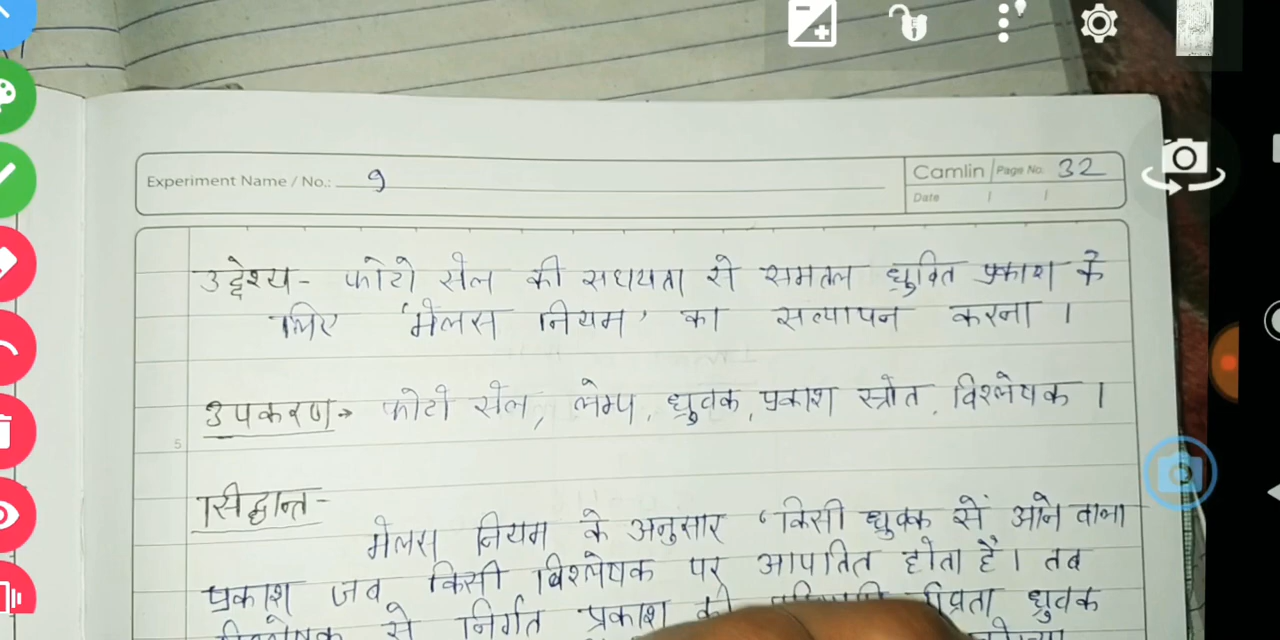 Experiment Name / No.: 9
Camlin Page No. 32
Date
उद्देश्य- फोटो सेल की सहायता से समतल ध्रुवित प्रकाश के
लिए 'मेलस नियम' का सत्यापन करना ।
उपकरण→ फोटो सेल, लेम्प, ध्रुवक, प्रकाश स्त्रोत, विश्लेषक ।
5
सिद्धान्त-
मेलस नियम के अनुसार 'किसी ध्रुवक सें आने वाला
प्रकाश जब किसी विश्लेषक पर आपतित होता हैं। तब
से निर्गत प्रकाश की तीव्रता ध्रुवक